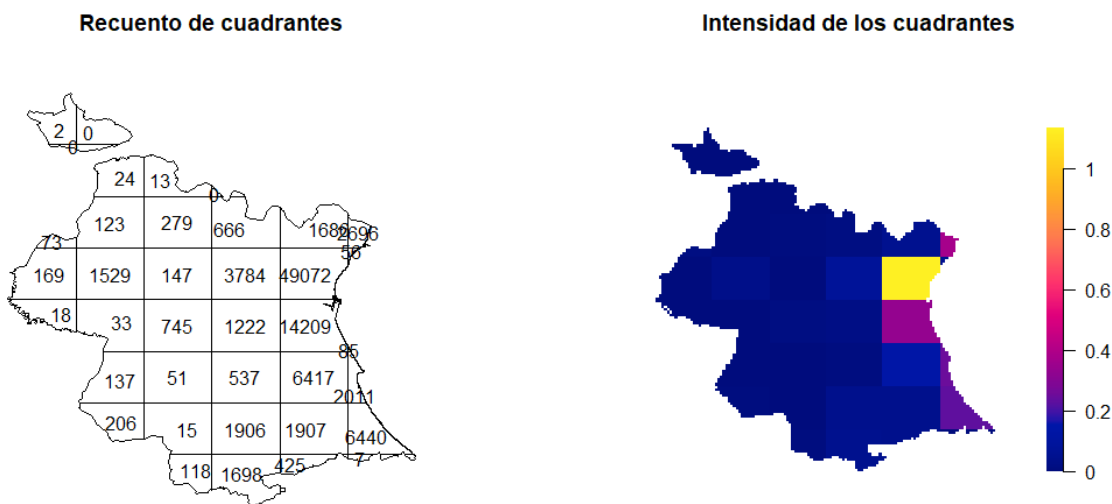 Recuento de cuadrantes
2 0
0
24 13
0
123 279 666 1686 2696
73 56
169 1529 147 3784 49072
18 33 745 1222 14209
85
137 51 537 6417
2011
206 15 1906 1907 6440
118 1698 425 7
Intensidad de los cuadrantes
1
0.8
0.6
0.4
0.2
0